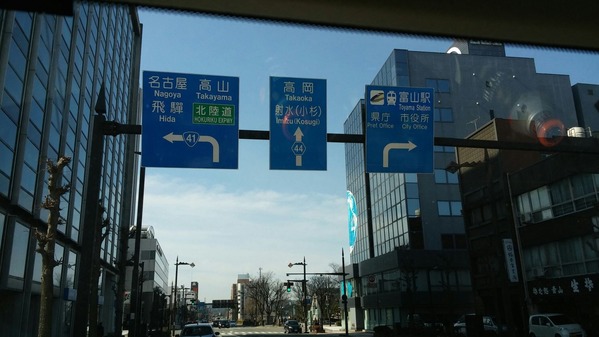 名古屋 高山
Nagoya Takayama
飛騨 北陸道
Hida HOKURIKU EXPWY
41
高岡
Takaoka
射水(小杉)
Imizu(Kosugi)
44
富山駅
Toyama Station
県庁 市役所
Pref Office City Office